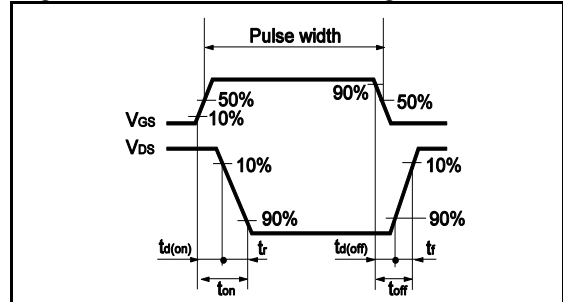 Pulse width
90%
50%
50%
10%
VGS
VDS
10%
10%
90%
90%
td(on) tr td(off) tf
ton toff